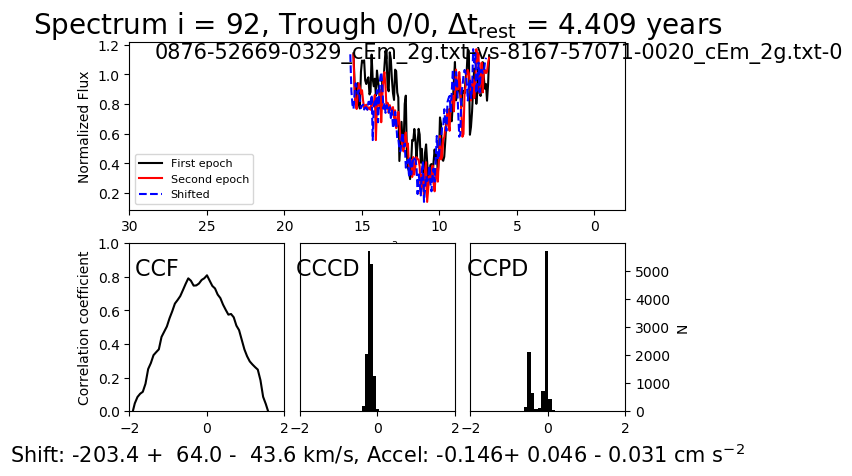 Spectrum i = 92, Trough 0/0, Δt_rest = 4.409 years
0876-52669-0329_cEm_2g.txt-vs-8167-57071-0020_cEm_2g.txt-0
Normalized Flux
1.2
1.0
0.8
0.6
0.4
0.2
First epoch
Second epoch
Shifted
30 25 20 15 10 5 0
Correlation coefficient
1.0
0.8
0.6
0.4
0.2
0.0
CCF
CCCD
CCPD
5000
4000
3000
2000
1000
0
N
−2 0 2
−2 0 2
−2 0 2
Shift: -203.4 + 64.0 - 43.6 km/s, Accel: -0.146+ 0.046 - 0.031 cm s⁻²